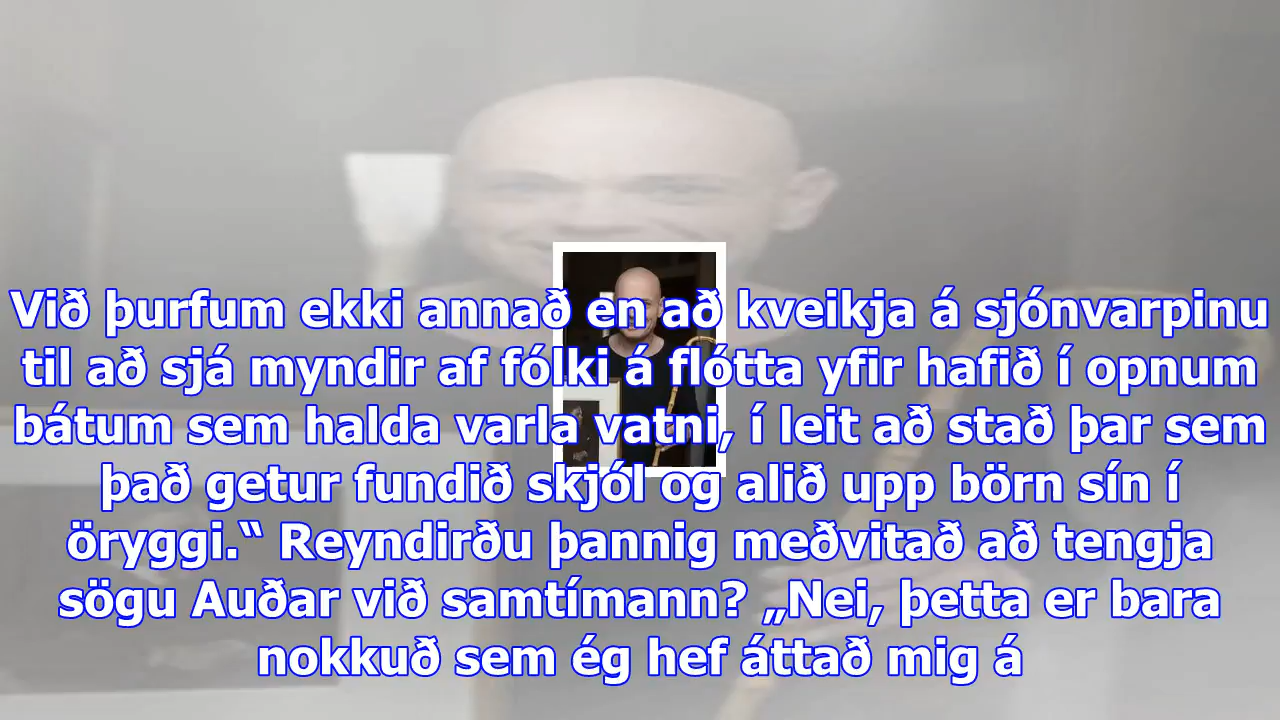 Við þurfum ekki annað en að kveikja á sjónvarpinu
til að sjá myndir af fólki á flótta yfir hafið í opnum
bátum sem halda varla vatni, í leit að stað þar sem
það getur fundið skjól og alið upp börn sín í
öryggi.“ Reyndirðu þannig meðvitað að tengja
sögu Auðar við samtímann? „Nei, þetta er bara
nokkuð sem ég hef áttað mig á